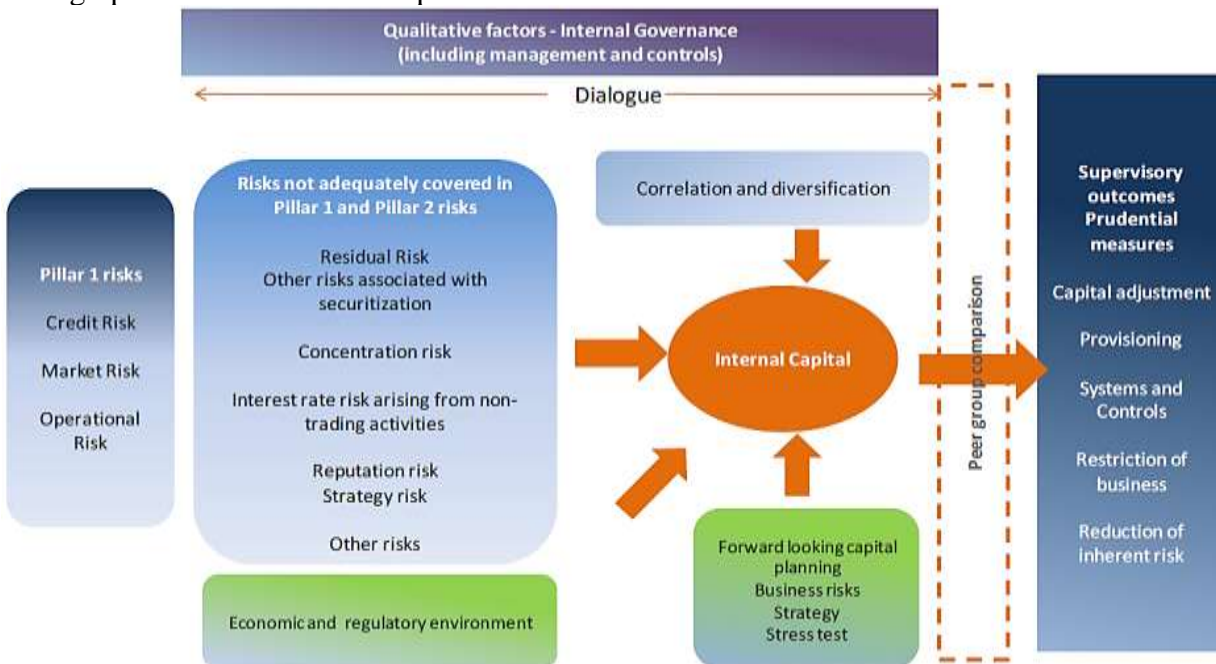 Qualitative factors - Internal Governance
(including management and controls)
Dialogue
Pillar 1 risks
Credit Risk
Market Risk
Operational
Risk
Risks not adequately covered in
Pillar 1 and Pillar 2 risks
Residual Risk
Other risks associated with
securitization
Concentration risk
Interest rate risk arising from non-
trading activities
Reputation risk
Strategy risk
Other risks
Economic and regulatory environment
Correlation and diversification
Internal Capital
Forward looking capital
planning
Business risks
Strategy
Stress test
Peer group comparison
Supervisory
outcomes
Prudential
measures
Capital adjustment
Provisioning
Systems and
Controls
Restriction of
business
Reduction of
inherent risk